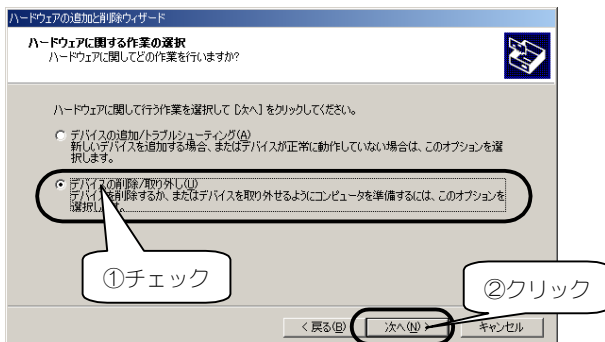 ハードウェアの追加と削除ウィザード
ハードウェアに関する作業の選択
ハードウェアに関してどの作業を行いますか?
ハードウェアに関して行う作業を選択して [次へ] をクリックしてください。
デバイスの追加/トラブルシューティング(A)
新しいデバイスを追加する場合、またはデバイスが正常に動作していない場合は、このオプションを選
択します。
デバイスの削除/取り外し(U)
デバイスを削除するか、またはデバイスを取り外せるようにコンピュータを準備するには、このオプションを
選択します。
①チェック
②クリック
< 戻る(B)
次へ(N) >
キャンセル